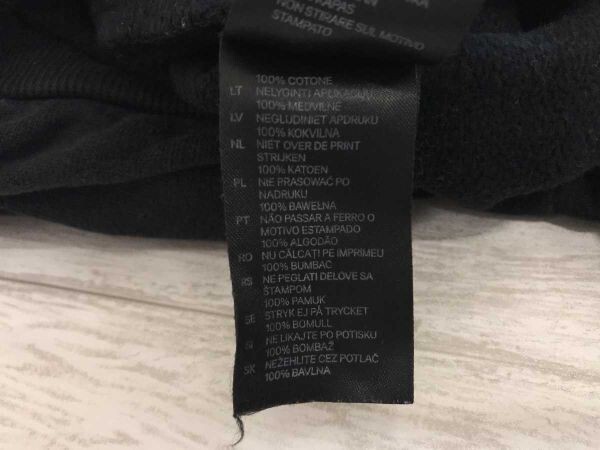 KAPAS
NON STIRARE SUL MOTIVO
STAMPATO
100% COTONE
LT NELYGINTI APLIKACIJŲ
100% MEDVILNĖ
LV NEGLUDINIET APDRUKU
100% KOKVILNA
NL NIET OVER DE PRINT
STRIJKEN
100% KATOEN
PL NIE PRASOWAĆ PO
NADRUKU
100% BAWEŁNA
PT NÃO PASSAR A FERRO O
MOTIVO ESTAMPADO
100% ALGODÃO
RO NU CĂLCAȚI PE IMPRIMEU
100% BUMBAC
RS NE PEGLATI DELOVE SA
ŠTAMPOM
100% PAMUK
SE STRYK EJ PÅ TRYCKET
100% BOMULL
SI NE LIKAJTE PO POTISKU
100% BOMBAŽ
SK NEŽEHLITE CEZ POTLAČ
100% BAVLNA